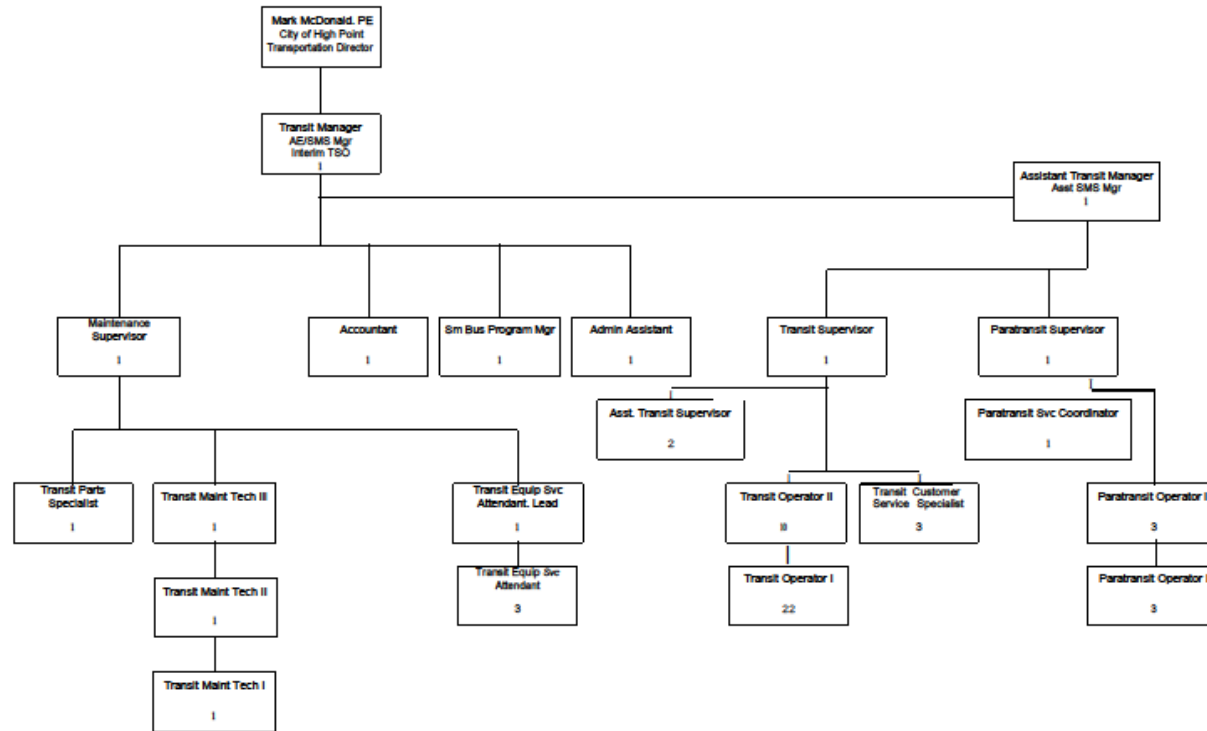 Mark McDonald. PE
City of High Point
Transportation Director
Transit Manager
AE/SMS Mgr
Interim TSO
1
Assistant Transit Manager
Asst SMS Mgr
1
Maintenance
Supervisor
1
Accountant
1
Sm Bus Program Mgr
1
Admin Assistant
1
Transit Supervisor
1
Paratransit Supervisor
1
Asst. Transit Supervisor
2
Paratransit Svc Coordinator
1
Transit Parts
Specialist
1
Transit Maint Tech III
1
Transit Equip Svc
Attendant. Lead
1
Transit Operator II
Transit Customer
Service Specialist
3
Paratransit Operator
3
Transit Maint Tech II
1
Transit Equip Svc
Attendant
3
Transit Operator I
22
Paratransit Operator
3
Transit Maint Tech I
1